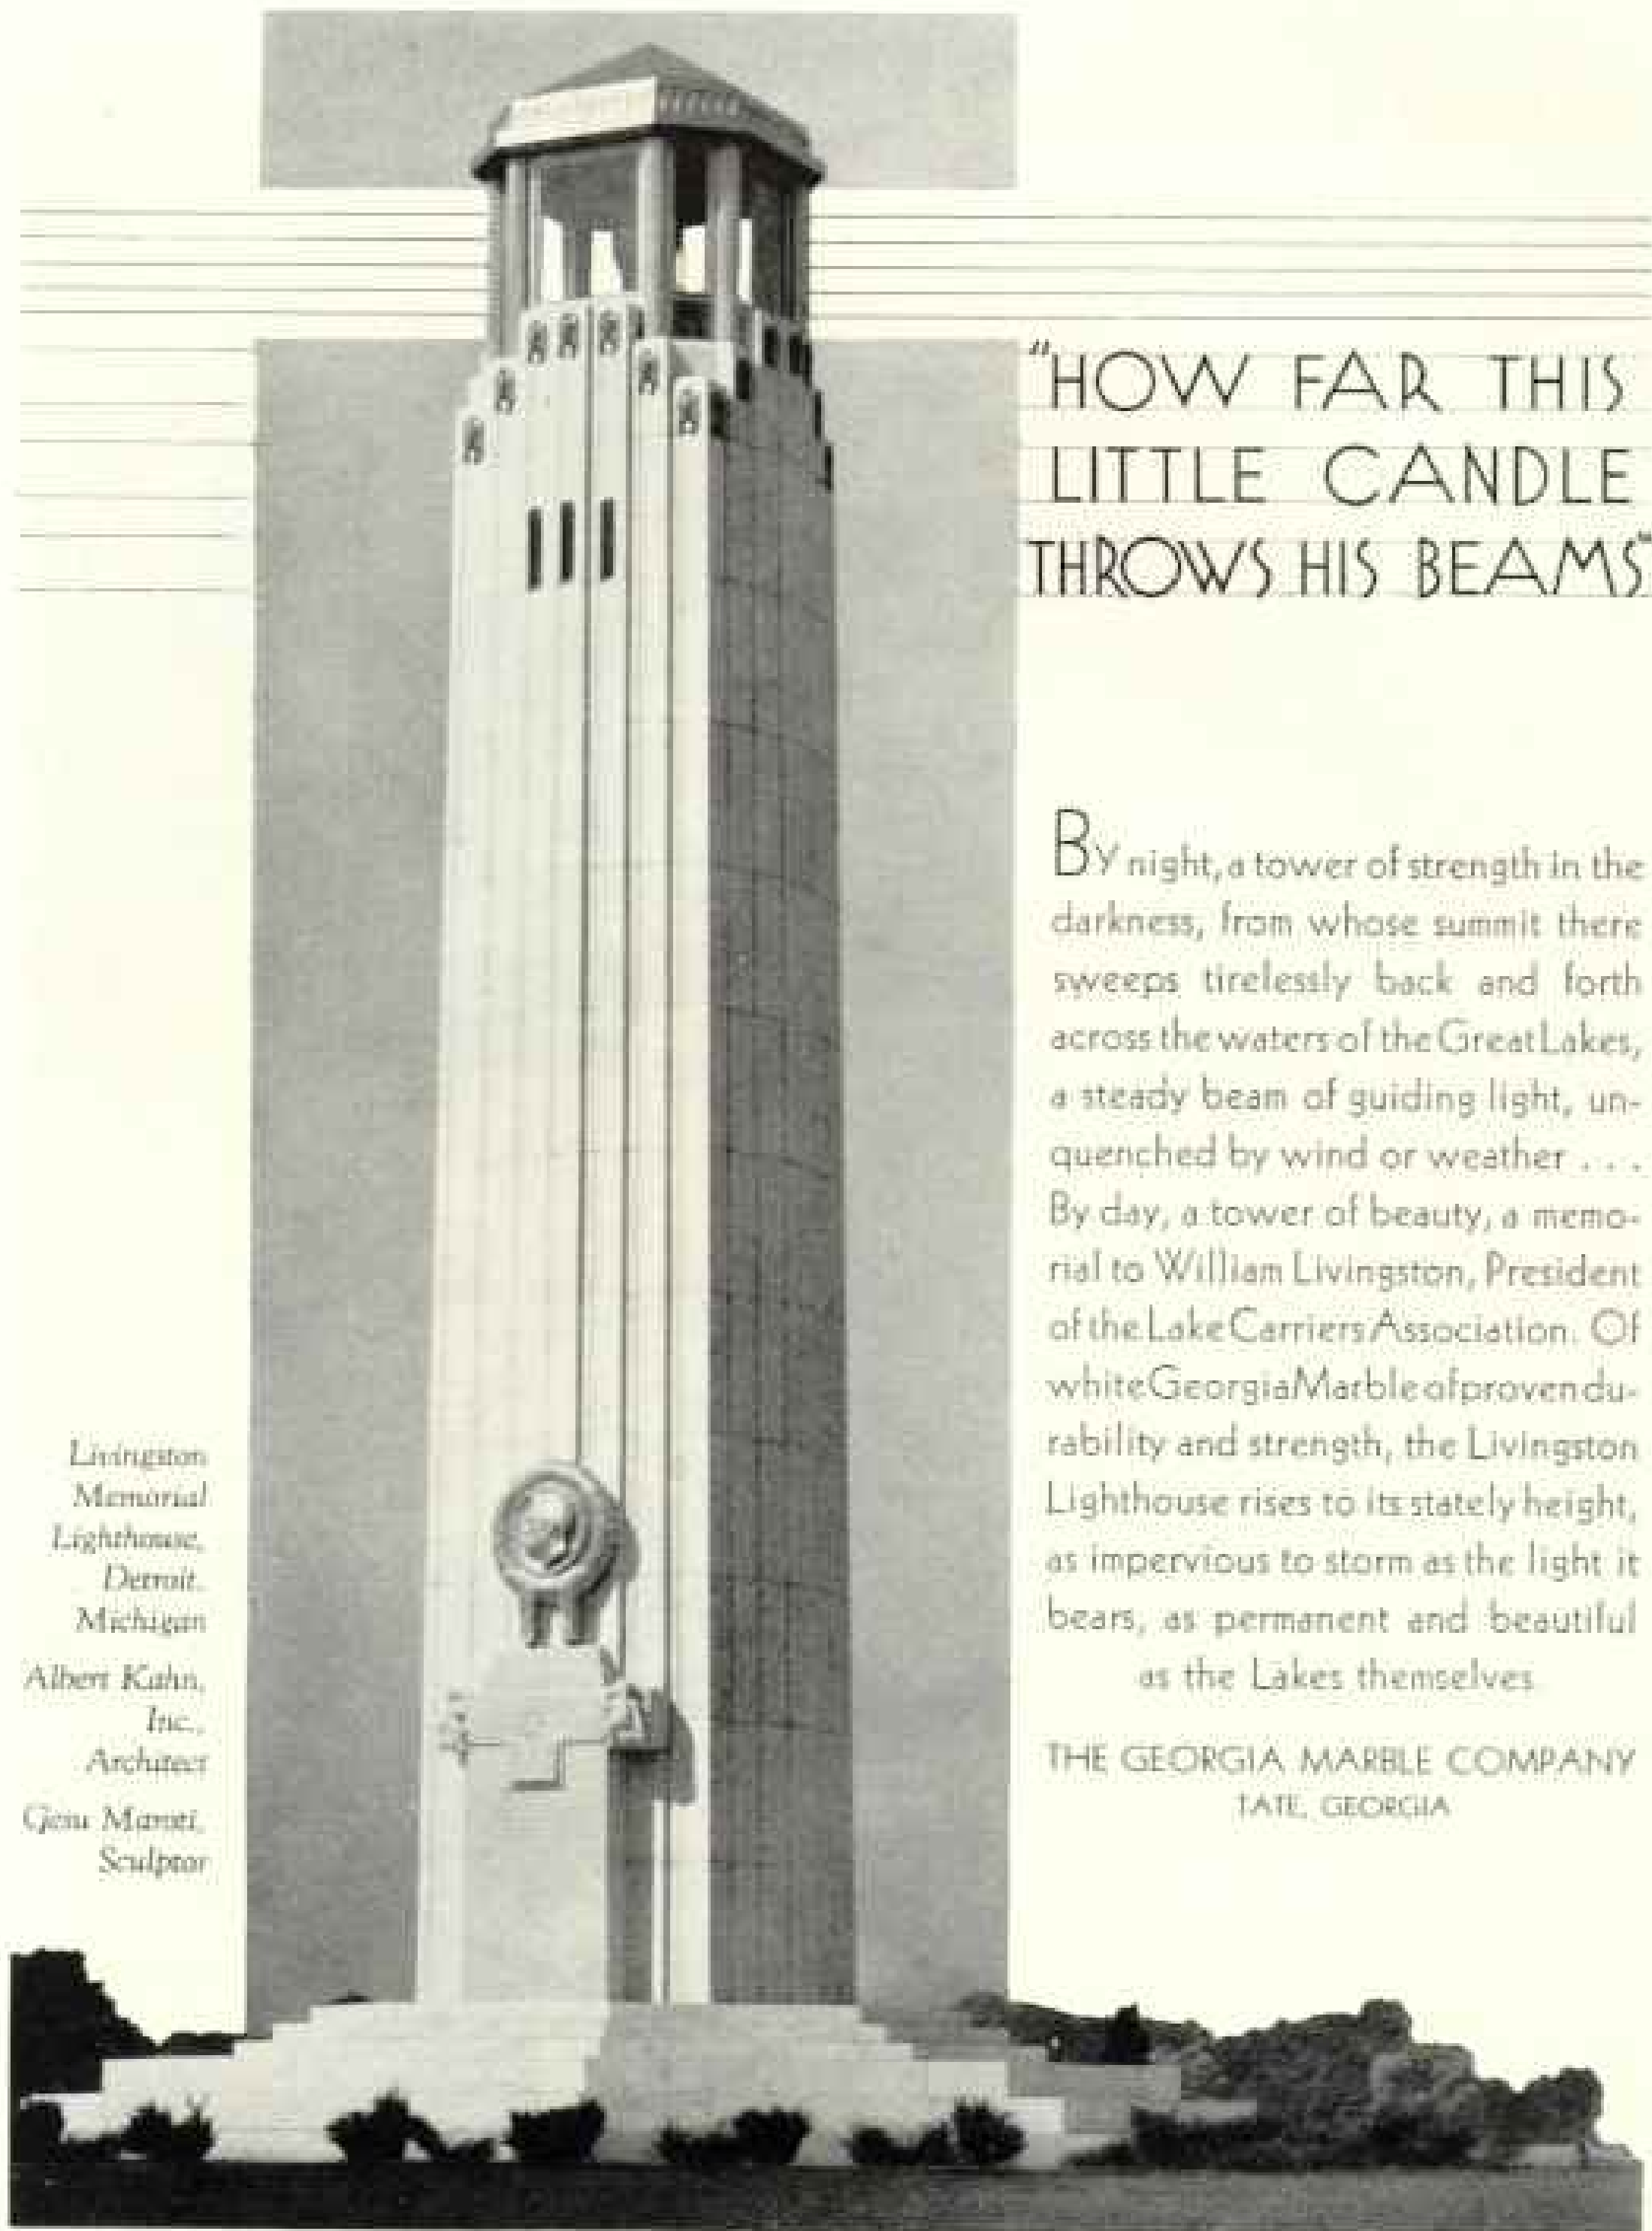 "HOW FAR THIS
LITTLE CANDLE
THROWS HIS BEAMS"
By night, a tower of strength in the
darkness, from whose summit there
sweeps tirelessly back and forth
across the waters of the Great Lakes,
a steady beam of guiding light, un-
quenched by wind or weather . . .
By day, a tower of beauty, a memo-
rial to William Livingston, President
of the Lake Carriers Association. Of
white Georgia Marble of proven du-
rability and strength, the Livingston
Lighthouse rises to its stately height,
as impervious to storm as the light it
bears, as permanent and beautiful
as the Lakes themselves
THE GEORGIA MARBLE COMPANY
TATE, GEORGIA
Livingston
Memorial
Lighthouse,
Detroit,
Michigan
Albert Kahn,
Inc.,
Architect
Geza Maroti,
Sculptor